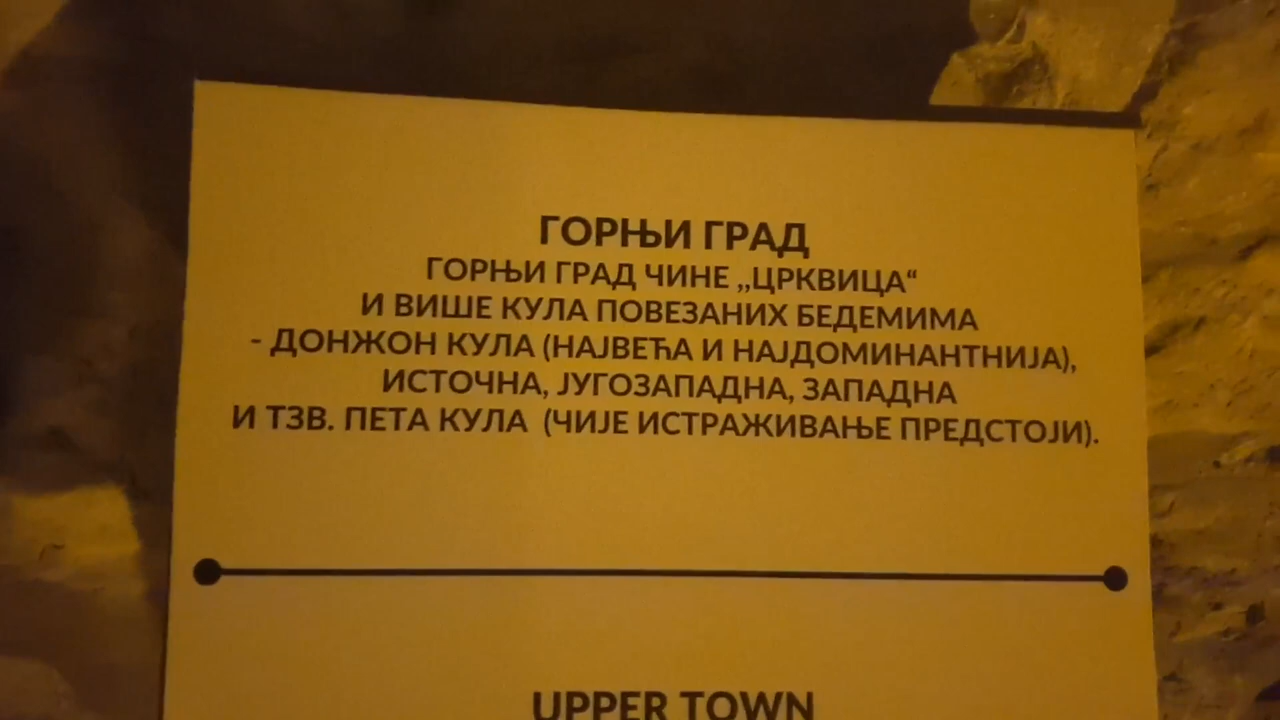 ГОРЊИ ГРАД
ГОРЊИ ГРАД ЧИНЕ „ЦРКВИЦА“
И ВИШЕ КУЛА ПОВЕЗАНИХ БЕДЕМИМА
- ДОНЖОН КУЛА (НАЈВЕЋА И НАЈДОМИНАНТНИЈА),
ИСТОЧНА, ЈУГОЗАПАДНА, ЗАПАДНА
И ТЗВ. ПЕТА КУЛА (ЧИЈЕ ИСТРАЖИВАЊЕ ПРЕДСТОЈИ).
UPPER TOWN